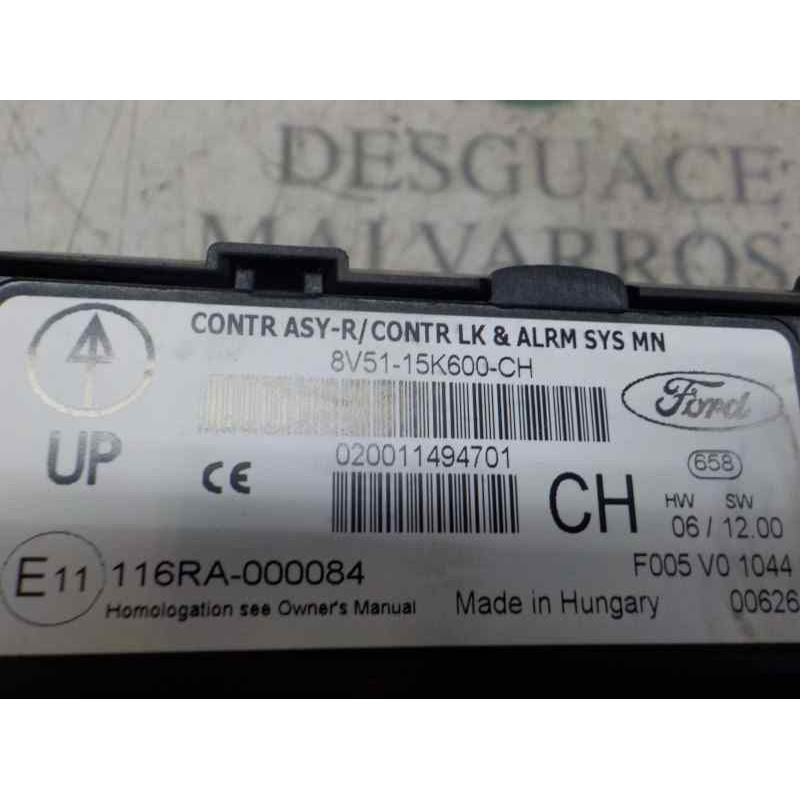 DESGUACE
MALVARROS
CONTR ASY-R/CONTR LK & ALRM SYS MN
8V51-15K600-CH
Ford
UP
CE
020011494701
CH
658
HW SW
06 / 12.00
E11
116RA-000084
Homologation see Owner's Manual
Made in Hungary
F005 V0 1044
00626